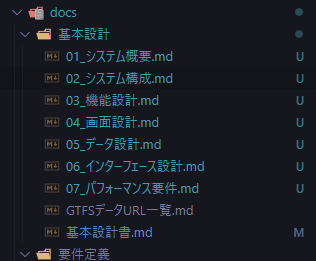 docs
基本設計
01_システム概要.md U
02_システム構成.md U
03_機能設計.md U
04_画面設計.md U
05_データ設計.md U
06_インターフェース設計.md U
07_パフォーマンス要件.md U
GTFSデータURL一覧.md
基本設計書.md M
要件定義